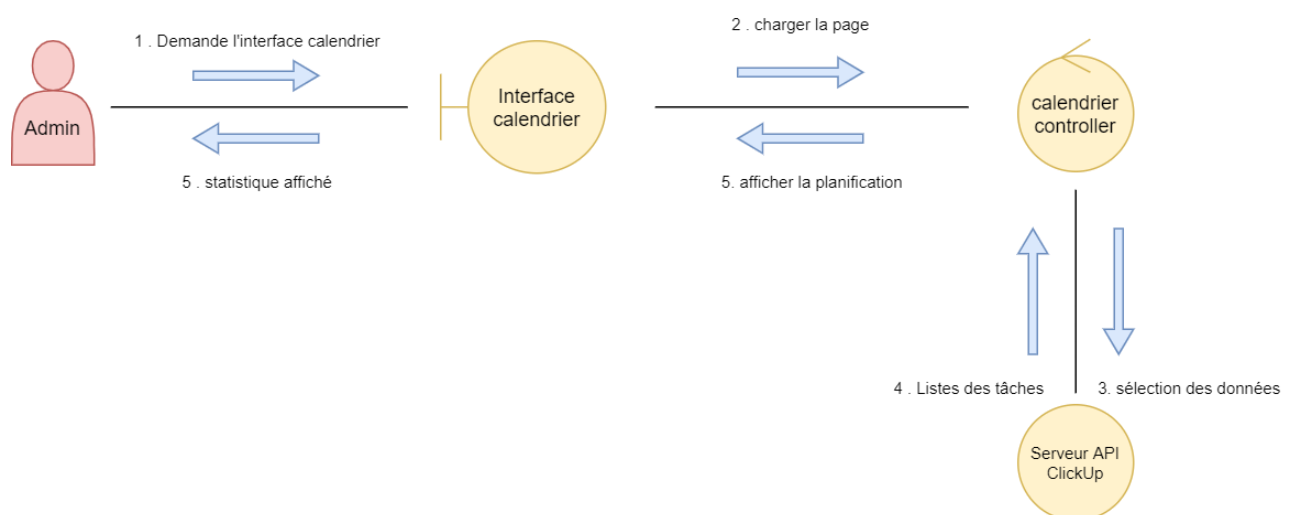 1 . Demande l'interface calendrier
2 . charger la page
Admin
Interface
calendrier
calendrier
controller
5 . statistique affiché
5. afficher la planification
4 . Listes des tâches
3. sélection des données
Serveur API
ClickUp